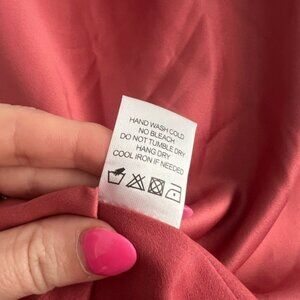 HAND WASH COLD
NO BLEACH
DO NOT TUMBLE DRY
HANG DRY
COOL IRON IF NEEDED